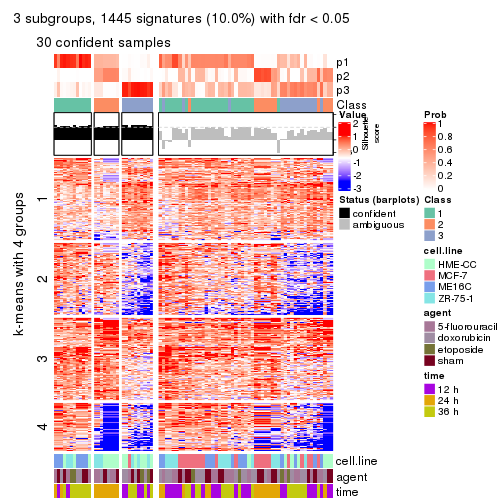 3 subgroups, 1445 signatures (10.0%) with fdr < 0.05
30 confident samples
p1
p2
p3
Class
Value
2
1
0
-1
-2
-3
Silhouette
score
Prob
1
0.8
0.6
0.4
0.2
0
Status (barplots)
confident
ambiguous
Class
1
2
3
cell.line
HME-CC
MCF-7
ME16C
ZR-75-1
agent
5-fluorouracil
doxorubicin
etoposide
sham
time
12 h
24 h
36 h
k-means with 4 groups
1
2
3
4
cell.line
agent
time